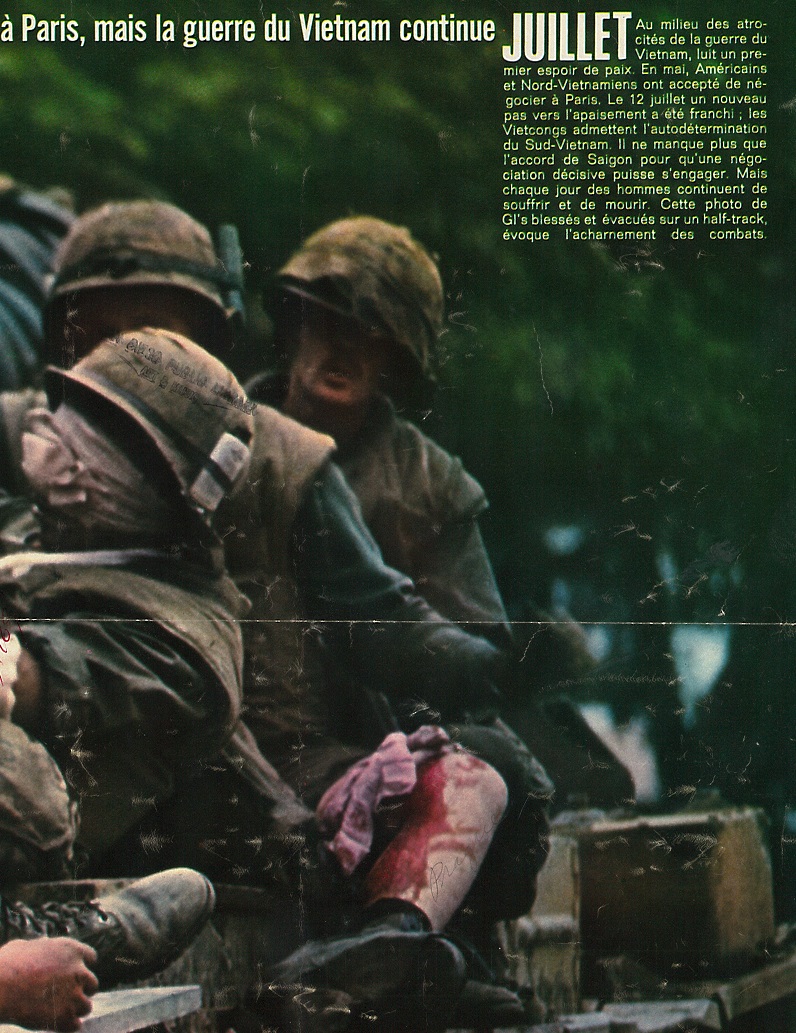 à Paris, mais la guerre du Vietnam continue
JUILLET
Au milieu des atro-
cités de la guerre du
Vietnam, luit un pre-
mier espoir de paix. En mai, Américains
et Nord-Vietnamiens ont accepté de né-
gocier à Paris. Le 12 juillet un nouveau
pas vers l'apaisement a été franchi ; les
Vietcongs admettent l'autodétermination
du Sud-Vietnam. Il ne manque plus que
l'accord de Saigon pour qu'une négo-
ciation décisive puisse s'engager. Mais
chaque jour des hommes continuent de
souffrir et de mourir. Cette photo de
GI's blessés et évacués sur un half-track,
évoque l'acharnement des combats.